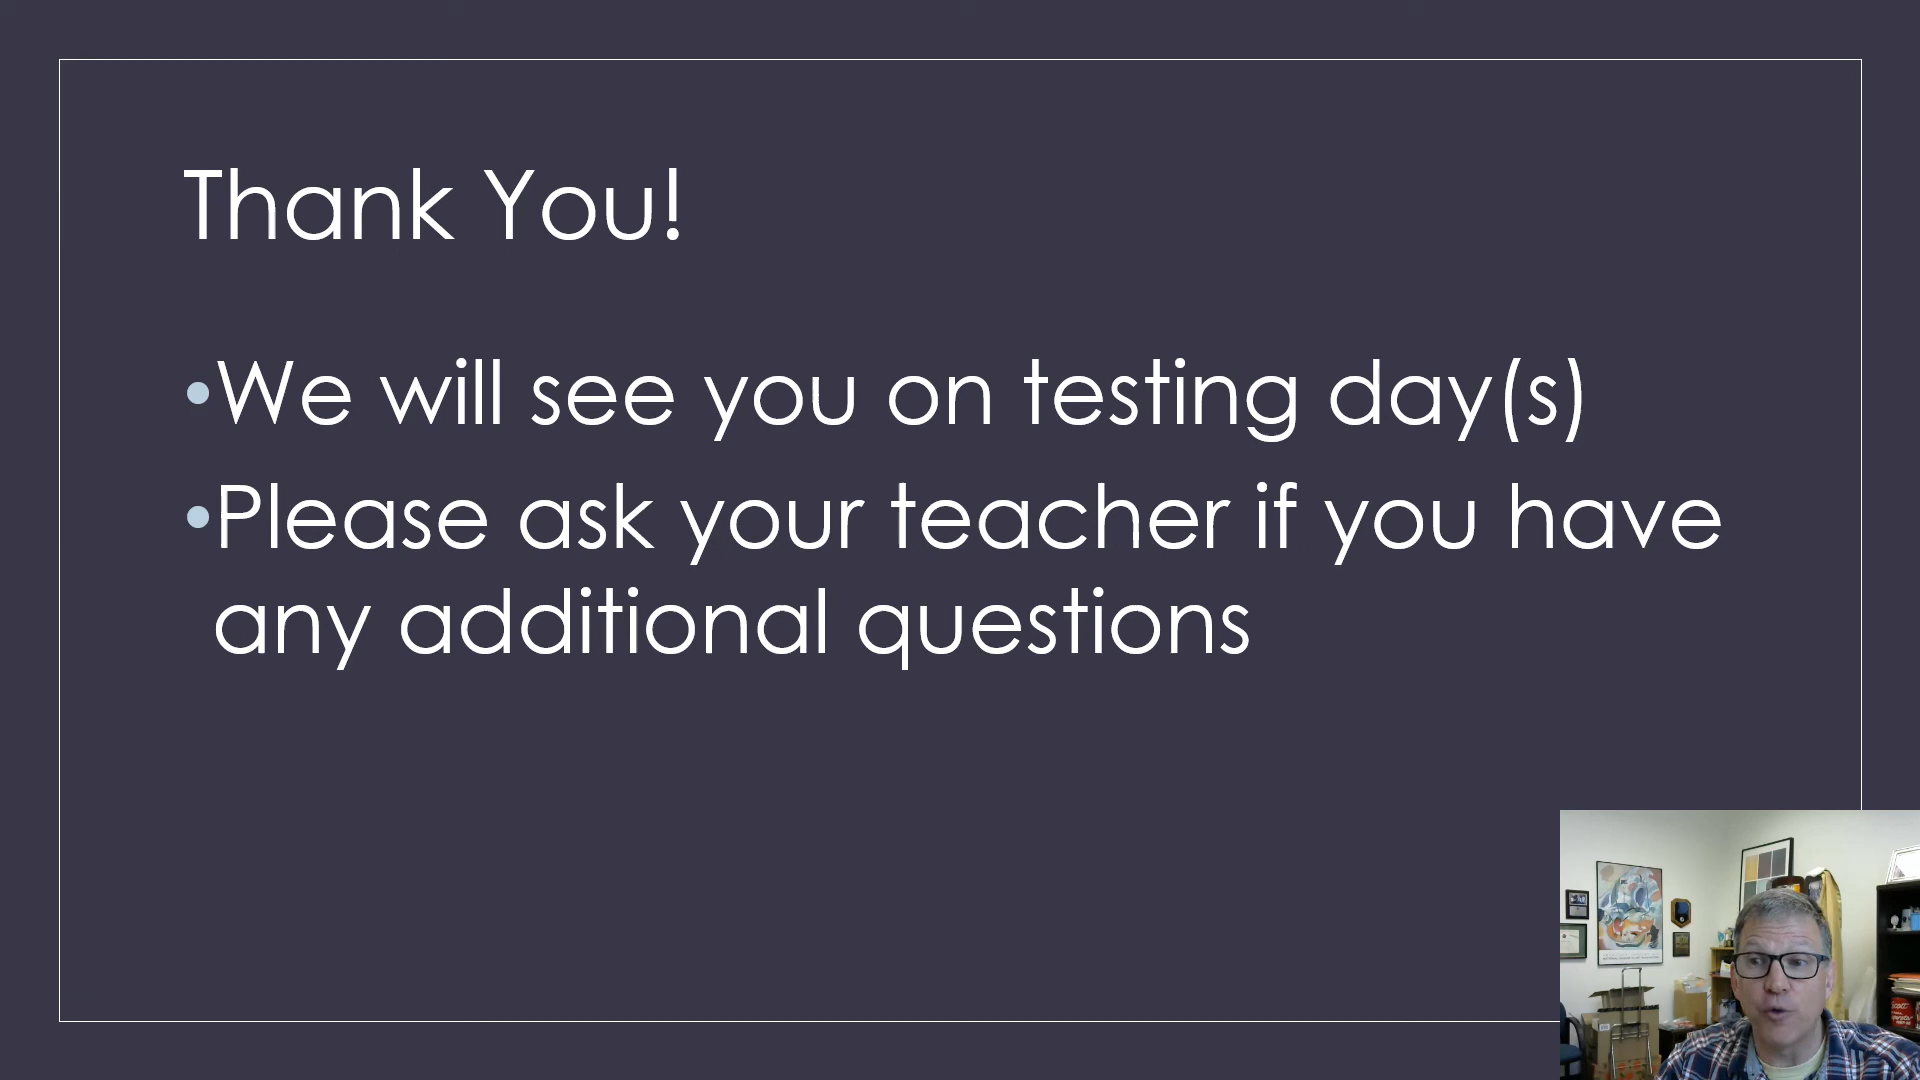 Thank You!
•We will see you on testing day(s)
•Please ask your teacher if you have
any additional questions